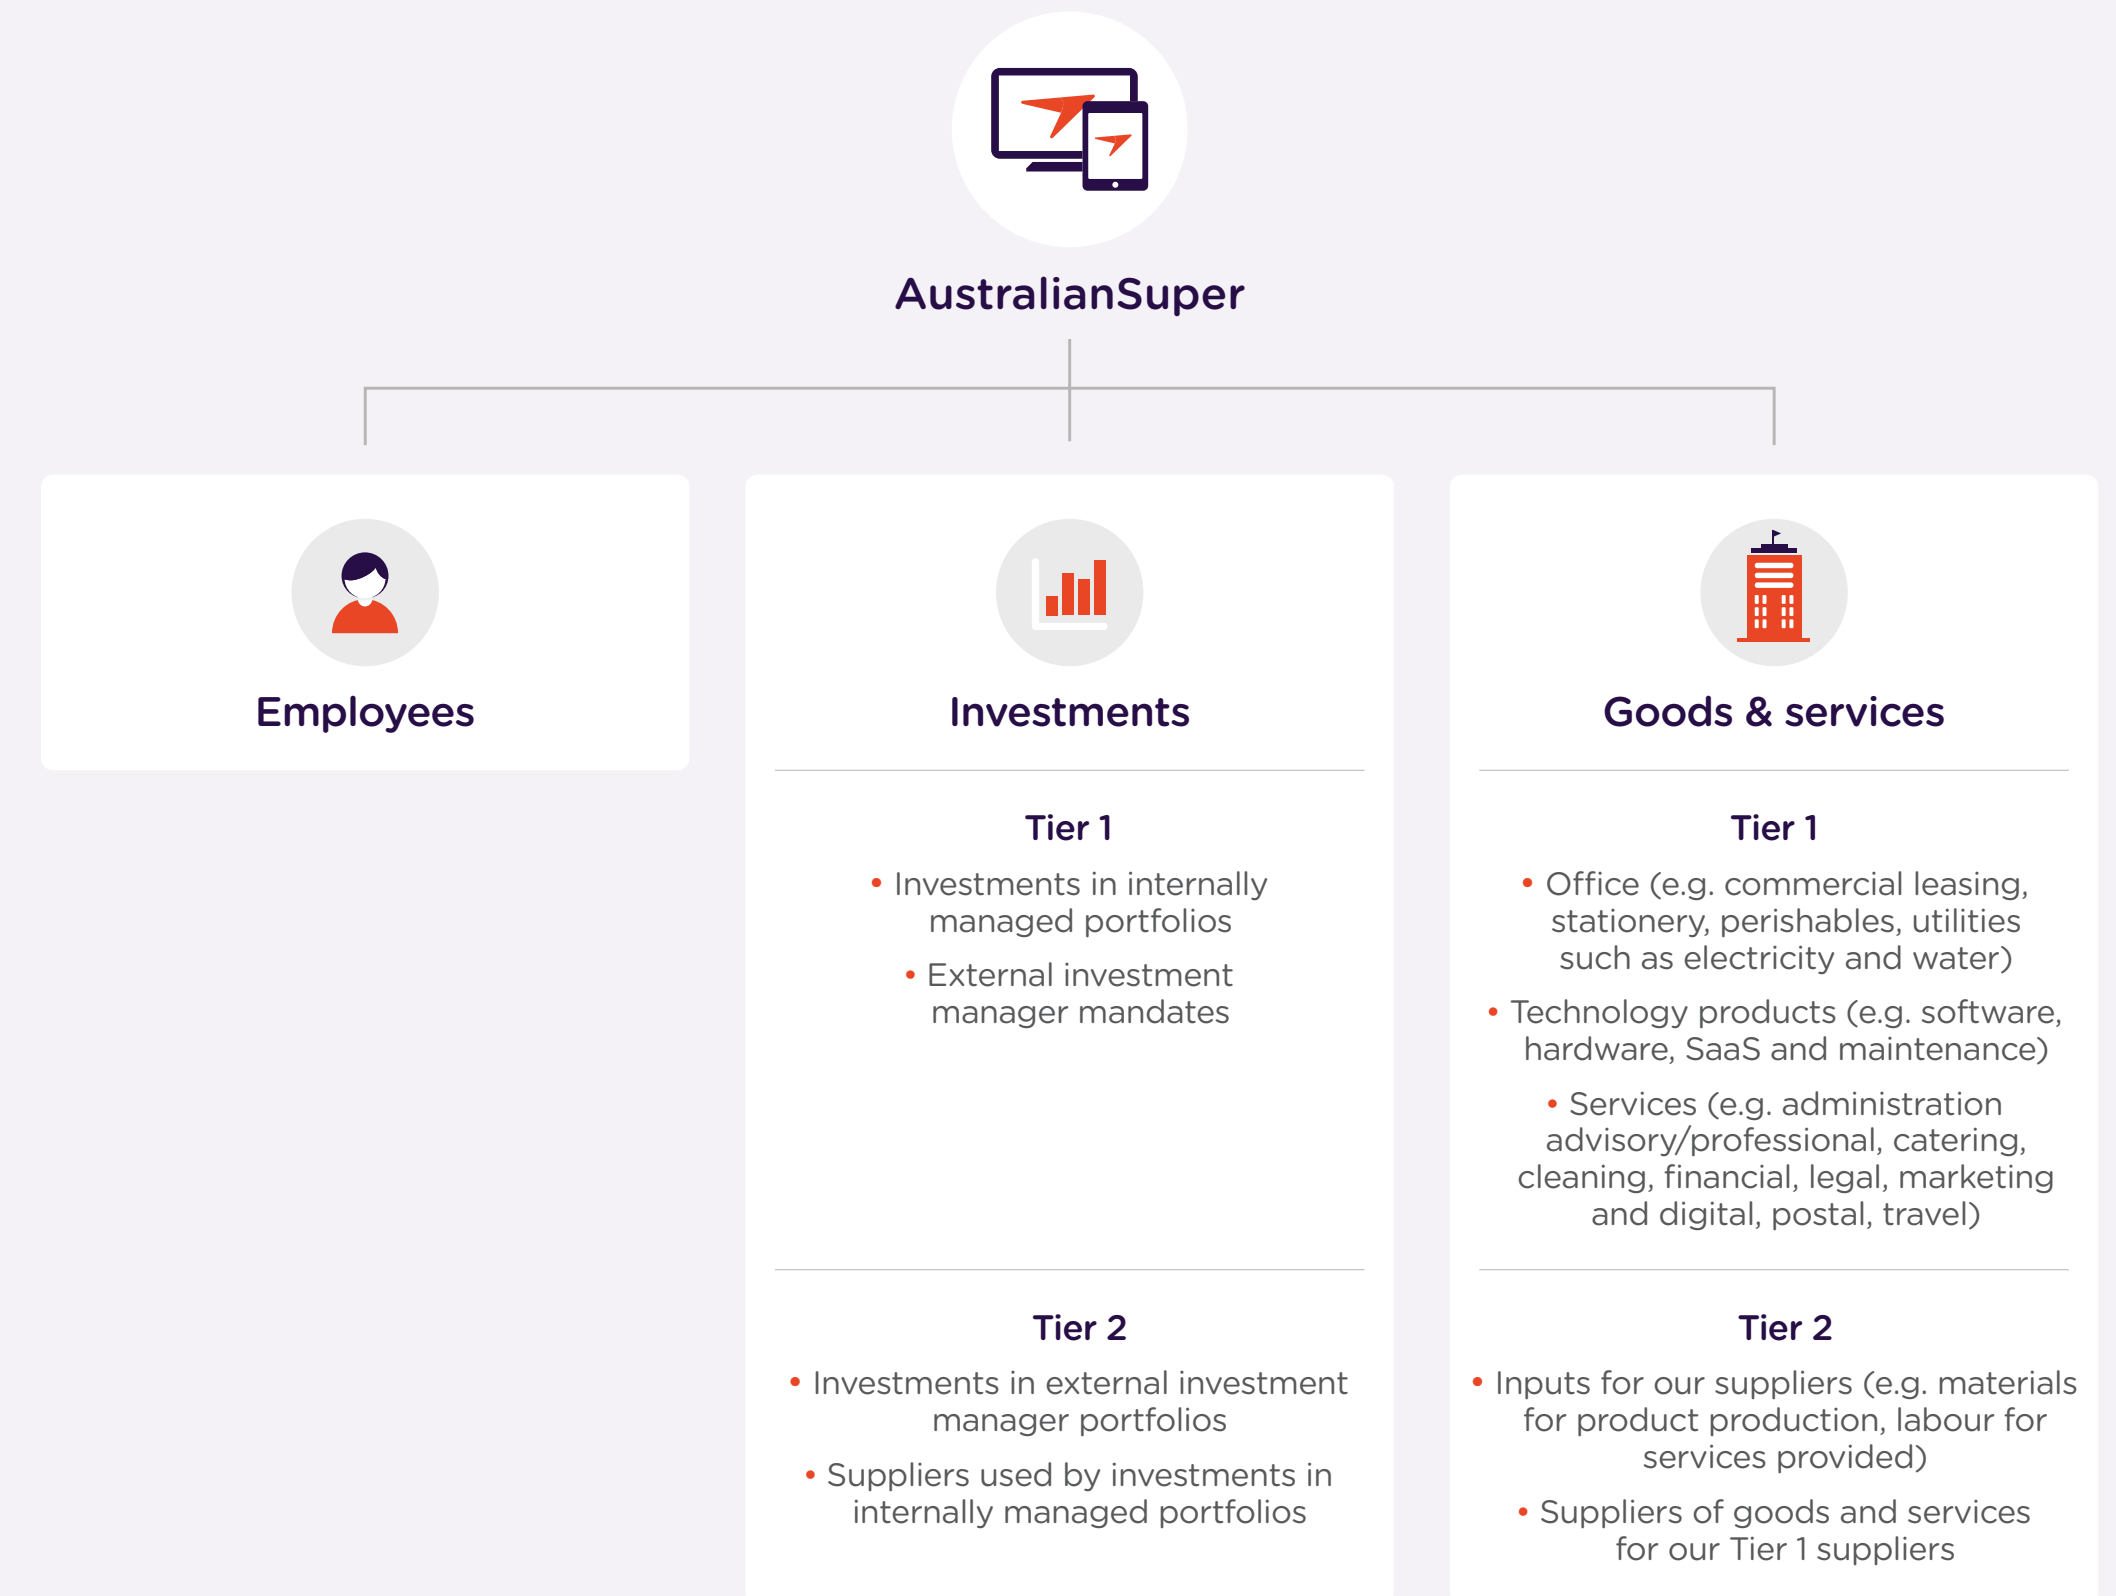 AustralianSuper
Employees
Investments
Tier 1
• Investments in internally
managed portfolios
• External investment
manager mandates
Tier 2
• Investments in external investment
manager portfolios
• Suppliers used by investments in
internally managed portfolios
Goods & services
Tier 1
• Office (e.g. commercial leasing,
stationery, perishables, utilities
such as electricity and water)
• Technology products (e.g. software,
hardware, SaaS and maintenance)
• Services (e.g. administration
advisory/professional, catering,
cleaning, financial, legal, marketing
and digital, postal, travel)
Tier 2
• Inputs for our suppliers (e.g. materials
for product production, labour for
services provided)
• Suppliers of goods and services
for our Tier 1 suppliers